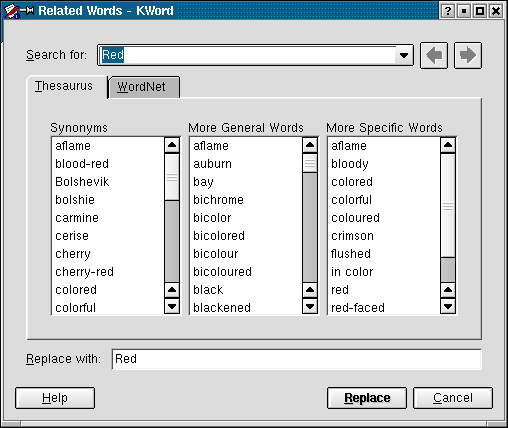 Related Words - KWord
Search for: Red
Thesaurus WordNet
Synonyms More General Words More Specific Words
aflame aflame aflame
blood-red auburn bloody
Bolshevik bay colored
bolshie bichrome colorful
carmine bicolor coloured
cerise bicolored crimson
cherry bicolour flushed
cherry-red bicoloured in color
colored black red
colorful blackened red-faced
Replace with: Red
Help Replace Cancel